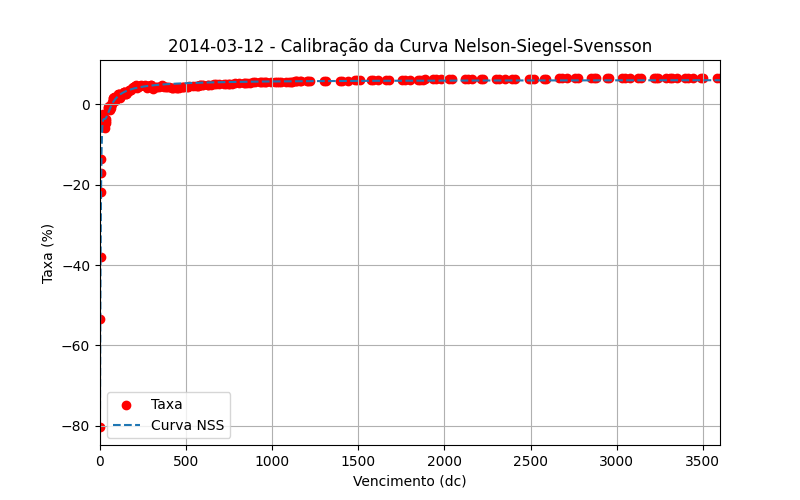 2014-03-12 - Calibração da Curva Nelson-Siegel-Svensson
Taxa (%)
0
−20
−40
−60
−80
Taxa
Curva NSS
0 500 1000 1500 2000 2500 3000 3500
Vencimento (dc)